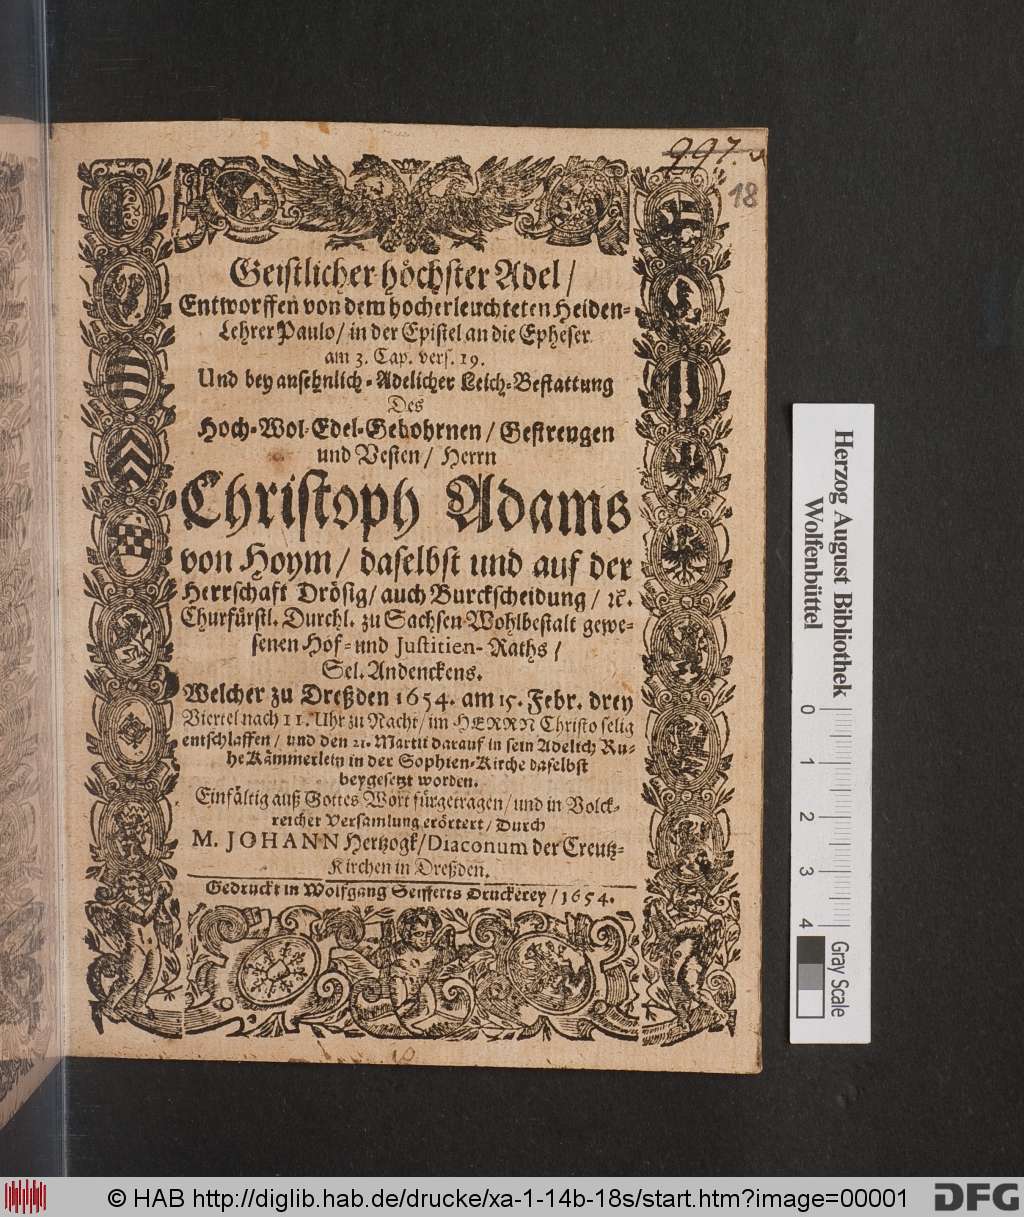 997.
18
Geistlicher höchster Adel /
Entworffen von dem hocherleuchteten Heiden-
Lehrer Paulo / in der Epistel an die Epheser
am 3. Cap. vers. 19.
Und bey ansehnlich-Adelicher Leich-Bestattung
Des
Hoch-Wol-Edel-Gebohrnen / Gestrengen
und Vesten / Herrn
Christoph Adams
von Hoym / daselbst und auf der
Herrschaft Drösig / auch Burckscheidung / ꝛc.
Churfürstl. Durchl. zu Sachsen Wohlbestalt gewe-
senen Hof- und Justitien-Raths /
Sel. Andenckens.
Welcher zu Dreßden 1654. am 15. Febr. drey
Viertel nach 11. Uhr zu Nacht / im HERRN Christo selig
entschlaffen / und den 21. Martii darauf in sein Adelich Ru-
he Kämmerlein in der Sophien-Kirche daselbst
beygesetzt worden.
Einfältig auß Gottes Wort fürgetragen / und in Volck-
reicher Versamlung erörtert / Durch
M. JOHANN Hertzogk / Diaconum der Creutz-
Kirchen in Dreßden.
Gedruckt in Wolfgang Seifferts Druckerey / 1654.
Herzog August Bibliothek
Wolfenbüttel
0 1 2 3 4
Gray Scale
© HAB http://diglib.hab.de/drucke/xa-1-14b-18s/start.htm?image=00001
DFG